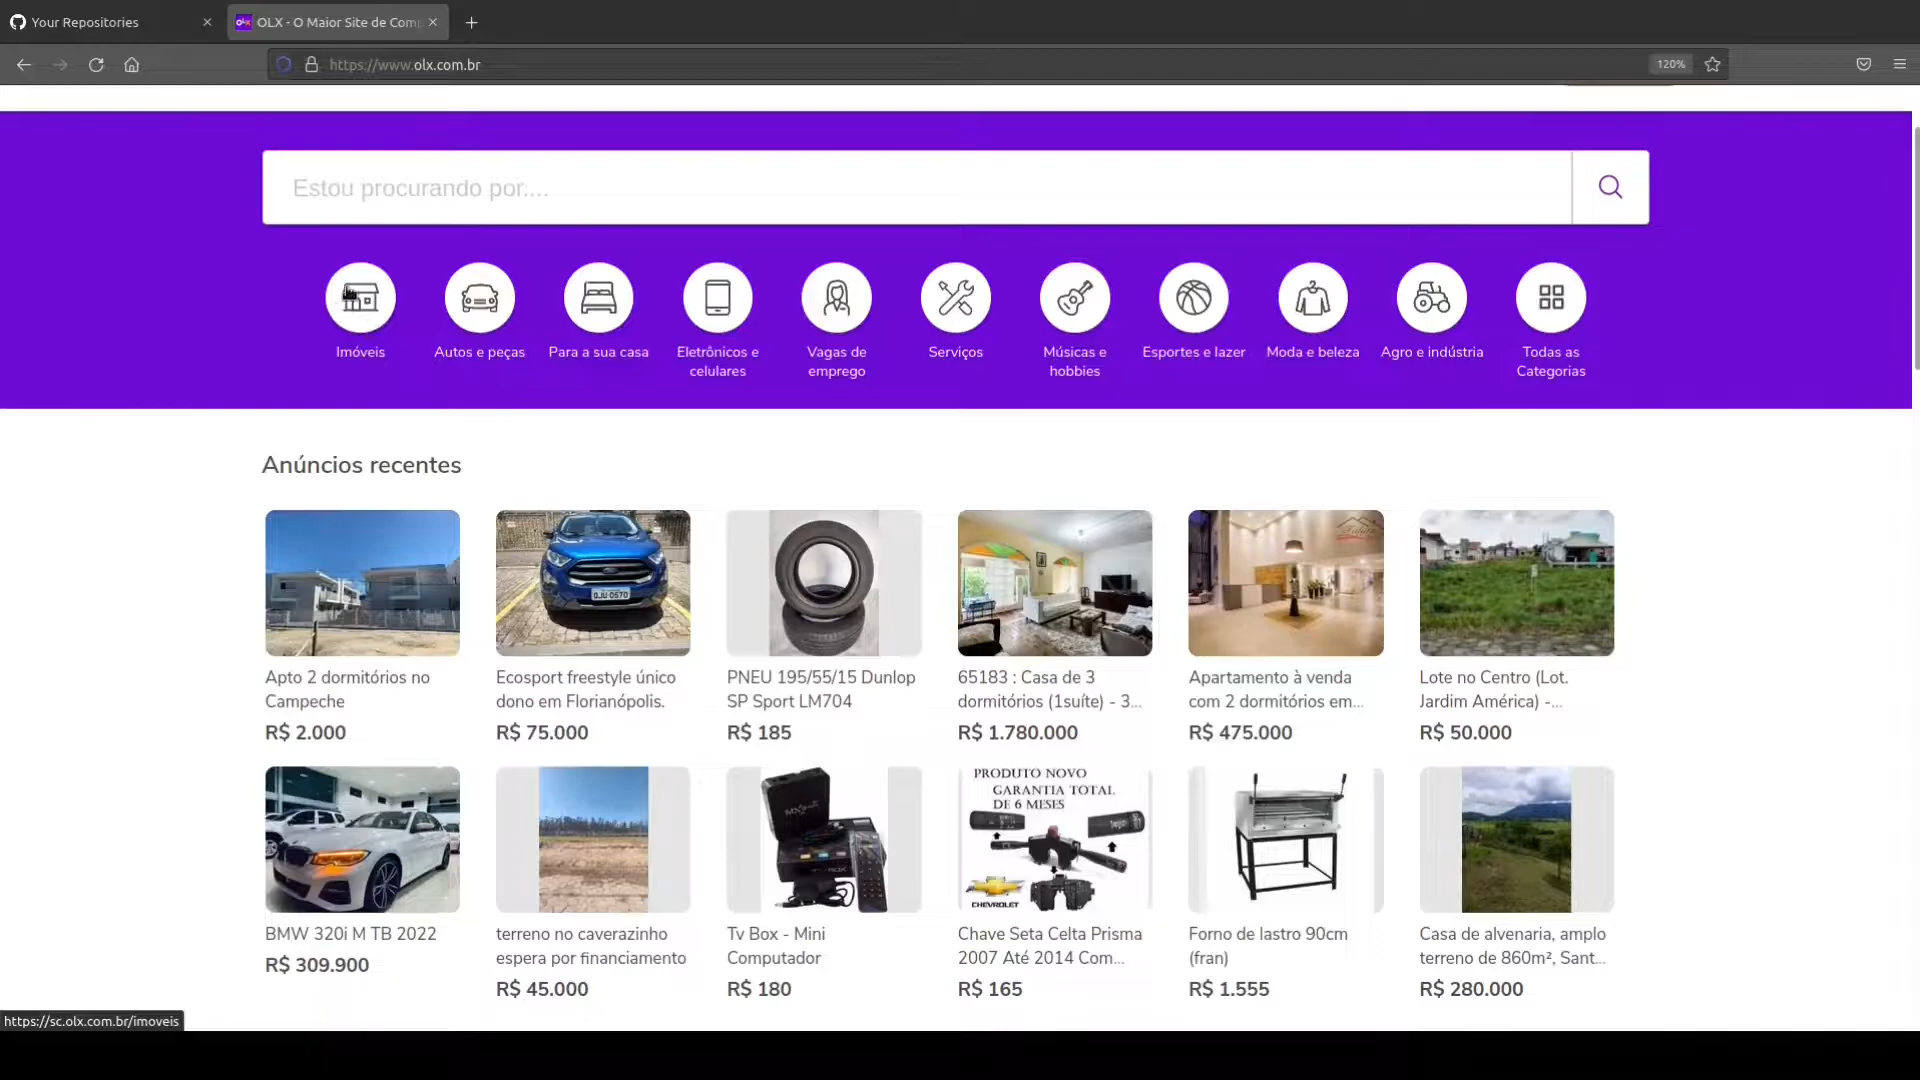 Your Repositories
OLX - O Maior Site de Comp
https://www.olx.com.br
120%
Estou procurando por....
Imóveis
Autos e peças
Para a sua casa
Eletrônicos e
celulares
Vagas de
emprego
Serviços
Músicas e
hobbies
Esportes e lazer
Moda e beleza
Agro e indústria
Todas as
Categorias
Anúncios recentes
Apto 2 dormitórios no
Campeche
R$ 2.000
Ecosport freestyle único
dono em Florianópolis.
R$ 75.000
PNEU 195/55/15 Dunlop
SP Sport LM704
R$ 185
65183 : Casa de 3
dormitórios (1suíte) - 3...
R$ 1.780.000
Apartamento à venda
com 2 dormitórios em...
R$ 475.000
Lote no Centro (Lot.
Jardim América) -...
R$ 50.000
BMW 320i M TB 2022
R$ 309.900
terreno no caverazinho
espera por financiamento
R$ 45.000
Tv Box - Mini
Computador
R$ 180
PRODUTO NOVO
GARANTIA TOTAL
DE 6 MESES
CHEVROLET
Chave Seta Celta Prisma
2007 Até 2014 Com...
R$ 165
Forno de lastro 90cm
(fran)
R$ 1.555
Casa de alvenaria, amplo
terreno de 860m², Sant...
R$ 280.000
https://sc.olx.com.br/imoveis